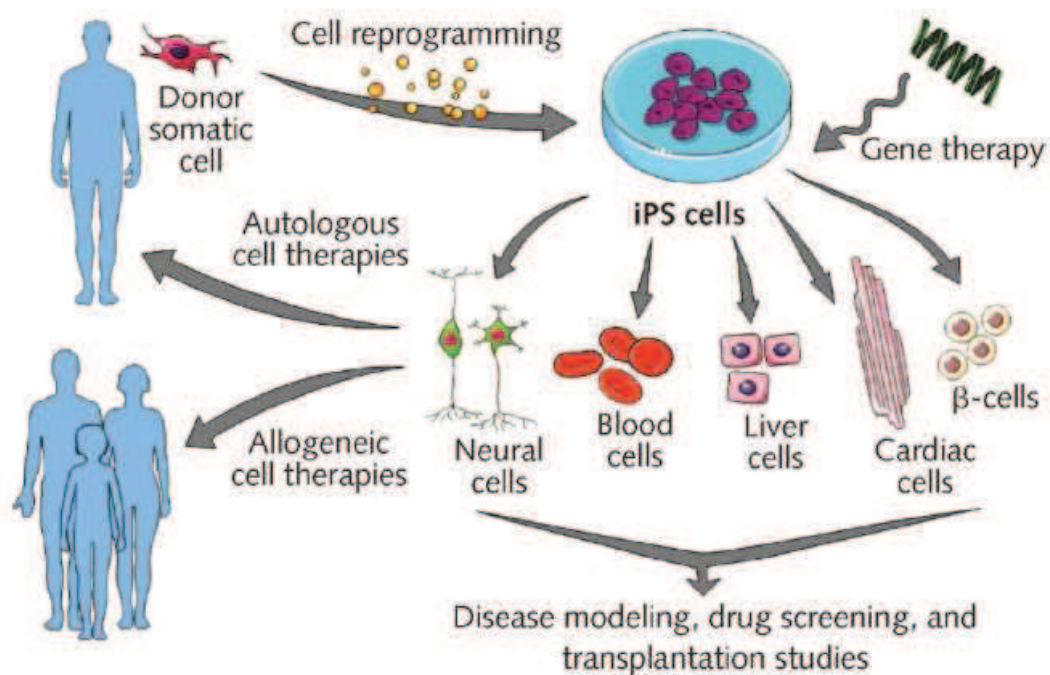 Cell reprogramming
Donor
somatic
cell
Gene therapy
iPS cells
Autologous
cell therapies
Allogeneic
cell therapies
Neural
cells
Blood
cells
Liver
cells
Cardiac
cells
β-cells
Disease modeling, drug screening, and
transplantation studies